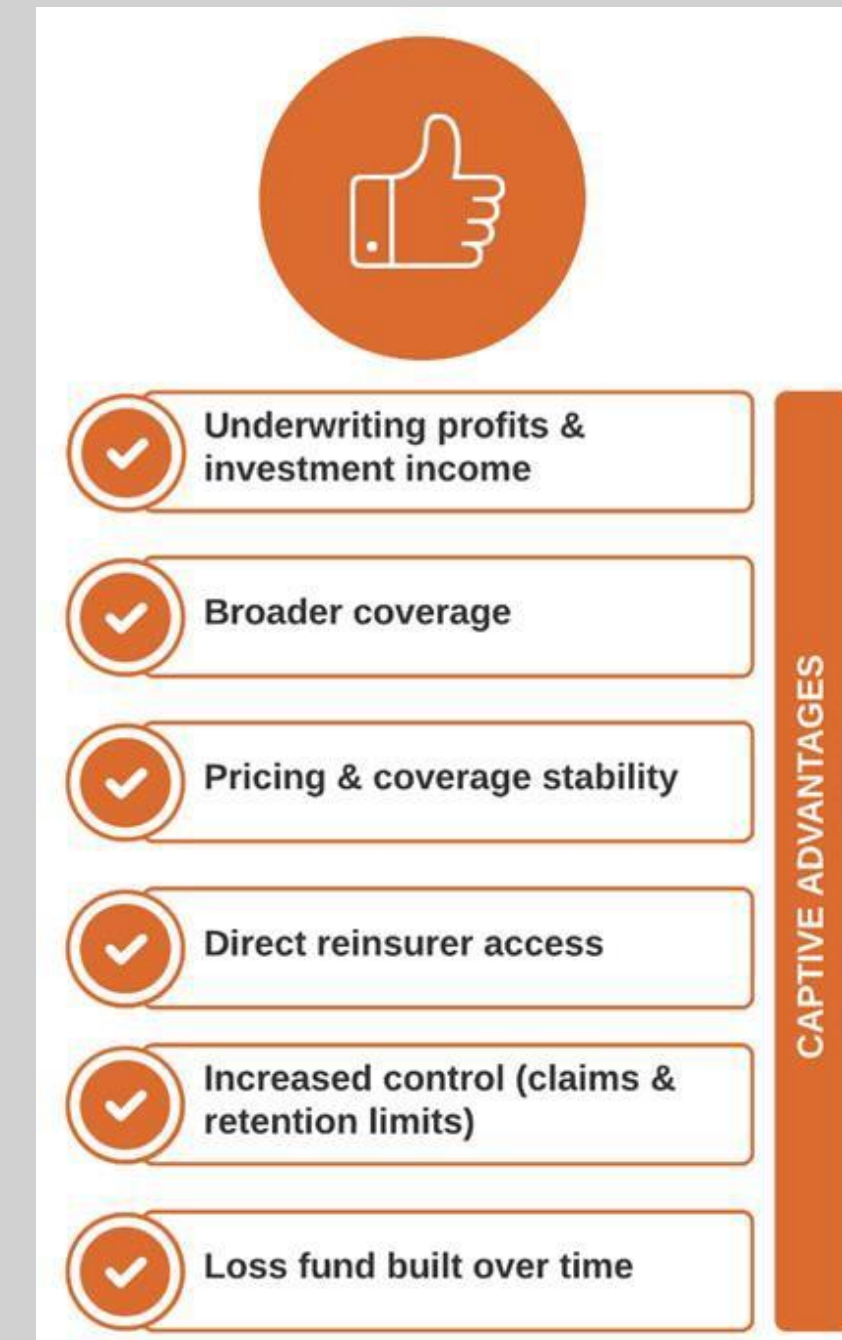 Underwriting profits &
investment income
Broader coverage
Pricing & coverage stability
Direct reinsurer access
Increased control (claims &
retention limits)
Loss fund built over time
CAPTIVE ADVANTAGES